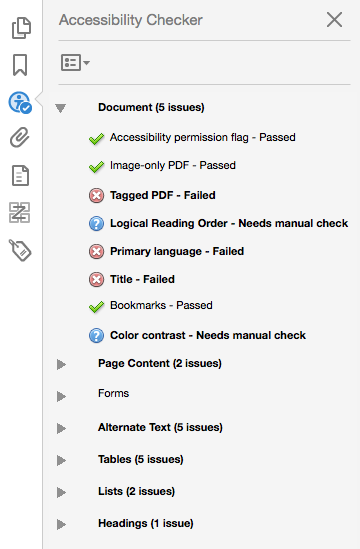 Accessibility Checker
Document (5 issues)
Accessibility permission flag - Passed
Image-only PDF - Passed
Tagged PDF - Failed
Logical Reading Order - Needs manual check
Primary language - Failed
Title - Failed
Bookmarks - Passed
Color contrast - Needs manual check
Page Content (2 issues)
Forms
Alternate Text (5 issues)
Tables (5 issues)
Lists (2 issues)
Headings (1 issue)